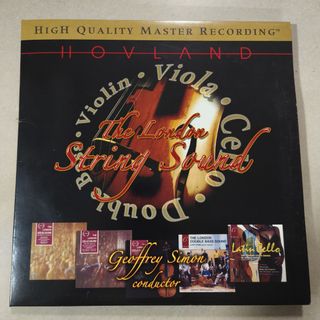 HIGH QUALITY MASTER RECORDING™
HOVLAND
Violin • Viola • Cello • Double Bass
The London
String Sound
THE LONDON
DOUBLE BASS SOUND
Latin Cello
Geoffrey Simon
conductor